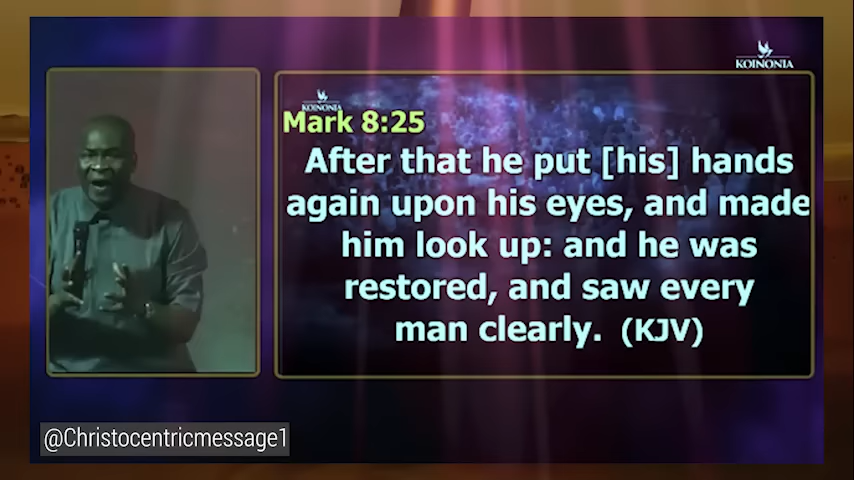 KOINONIA
KOINONIA
Mark 8:25
After that he put [his] hands
again upon his eyes, and made
him look up: and he was
restored, and saw every
man clearly. (KJV)
@Christocentricmessage1